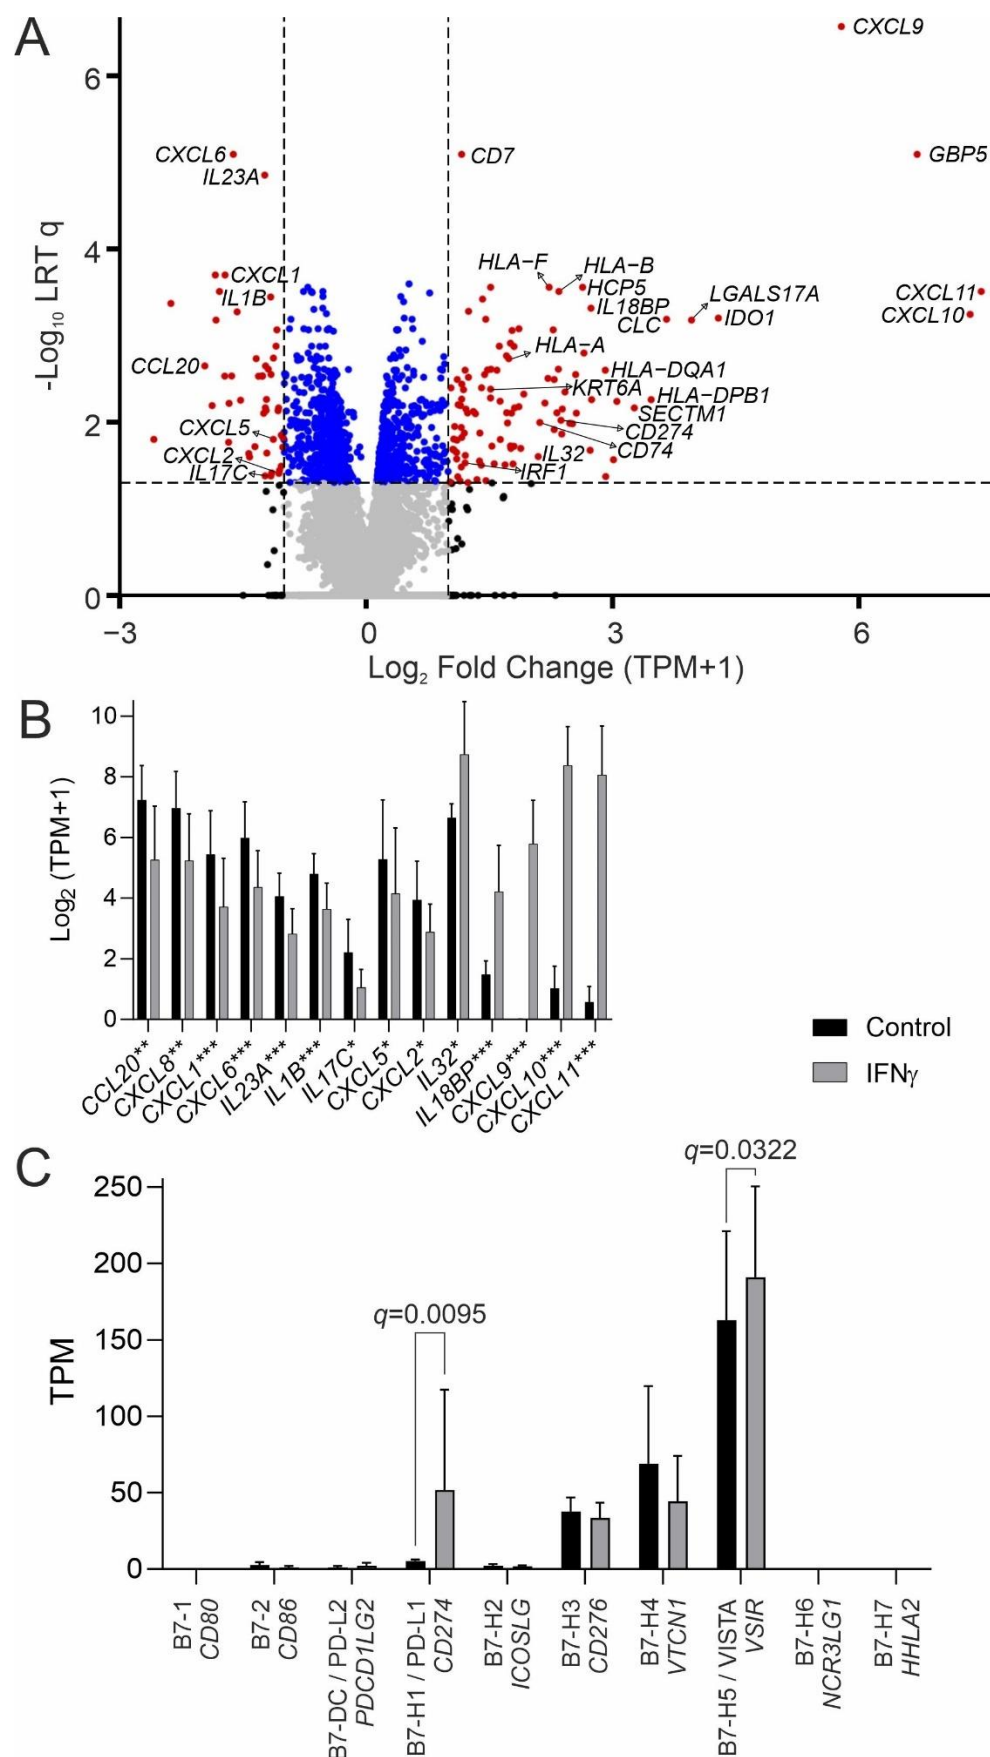 A
CXCL9
6
CXCL6
CD7
GBP5
IL23A
4
HLA−F
HLA−B
CXCL1
HCP5
LGALS17A
CXCL11
IL1B
IL18BP
CLC
IDO1
CXCL10
HLA−A
CCL20
HLA−DQA1
KRT6A
HLA−DPB1
2
SECTM1
CXCL5
CD274
CXCL2
IL32
CD74
IL17C
IRF1
0
-Log10 LRT q
−3
0
3
6
Log2 Fold Change (TPM+1)
B
10
8
6
4
2
0
Log2 (TPM+1)
CCL20**
CXCL8**
CXCL1***
CXCL6***
IL23A***
IL1B***
IL17C*
CXCL5*
CXCL2*
IL32*
IL18BP***
CXCL9***
CXCL10***
CXCL11***
Control
IFNγ
C
q=0.0322
q=0.0095
250
200
150
100
50
0
TPM
B7-1
CD80
B7-2
CD86
B7-DC / PD-L2
PDCD1LG2
B7-H1 / PD-L1
CD274
B7-H2
ICOSLG
B7-H3
CD276
B7-H4
VTCN1
B7-H5 / VISTA
VSIR
B7-H6
NCR3LG1
B7-H7
HHLA2